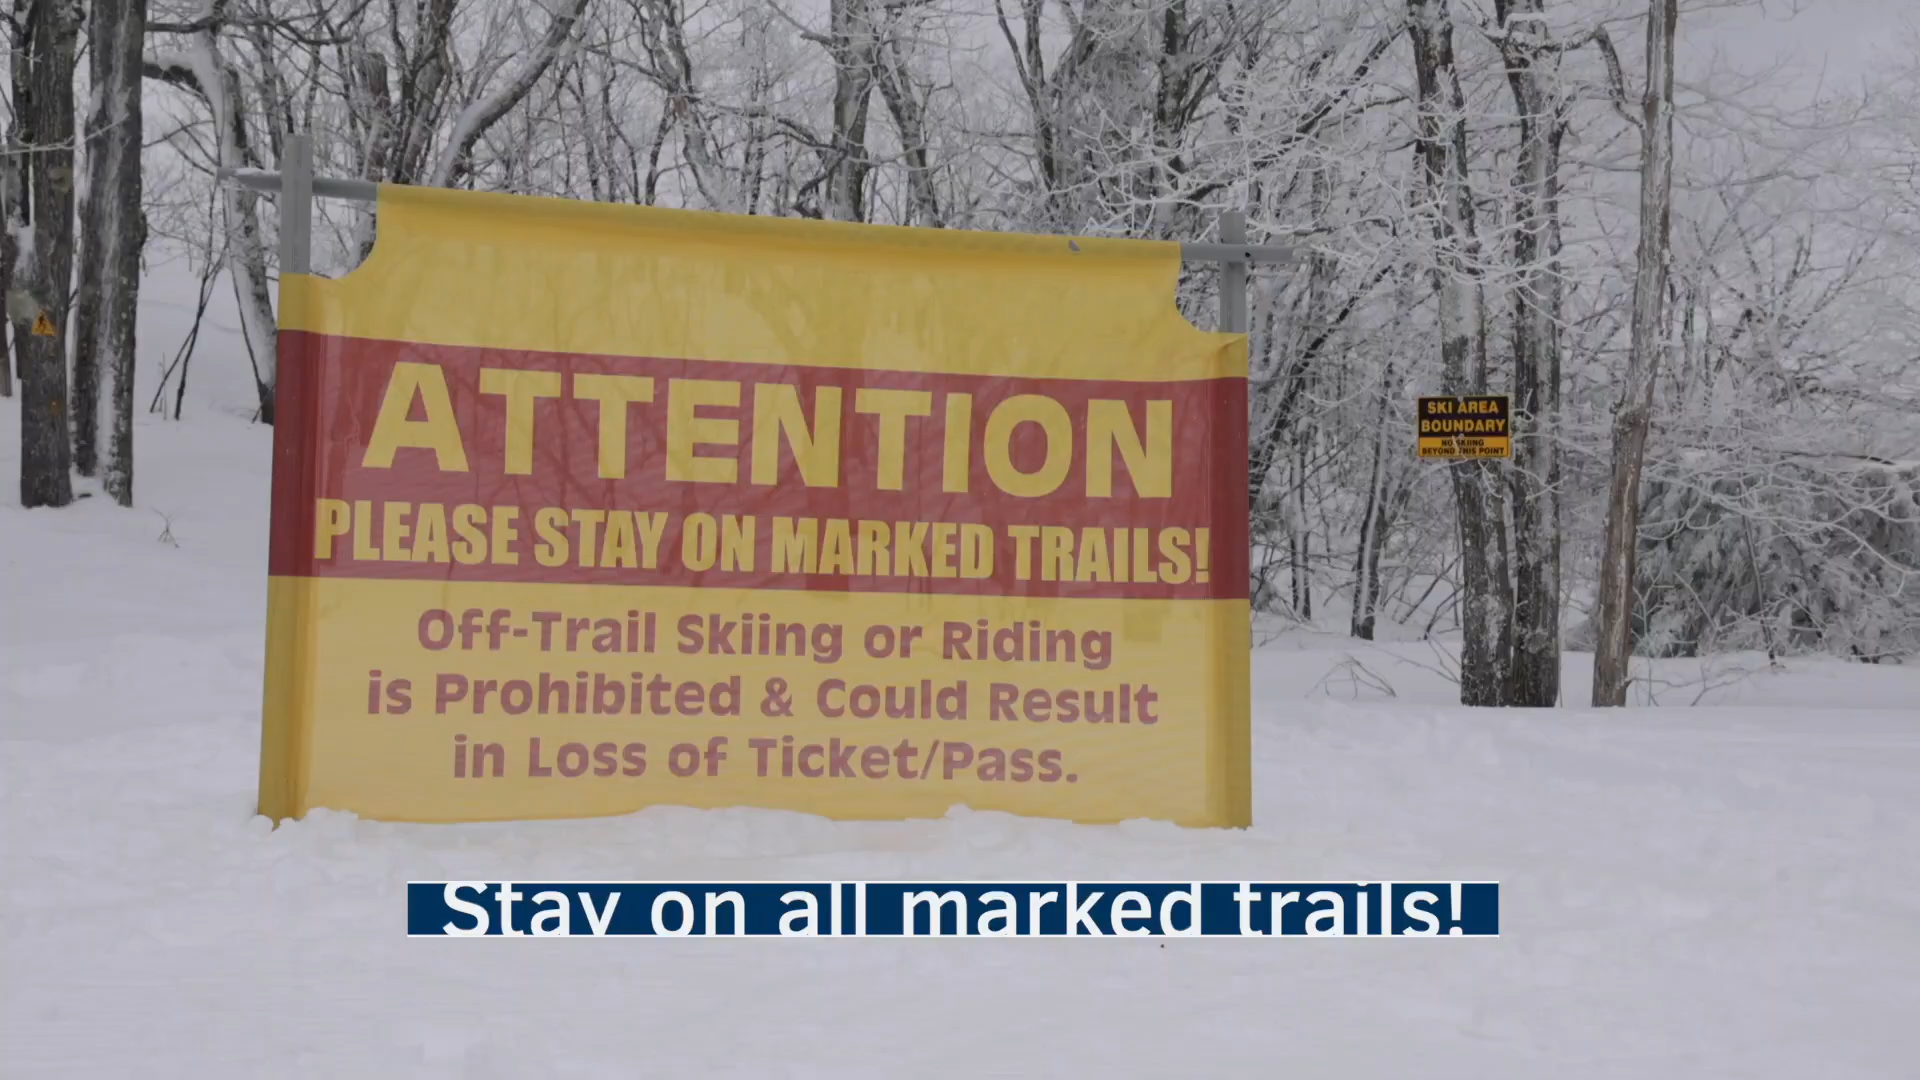 ATTENTION
PLEASE STAY ON MARKED TRAILS!
Off-Trail Skiing or Riding
is Prohibited & Could Result
in Loss of Ticket/Pass.
SKI AREA
BOUNDARY
NO SKIING
BEYOND THIS POINT
Stay on all marked trails!